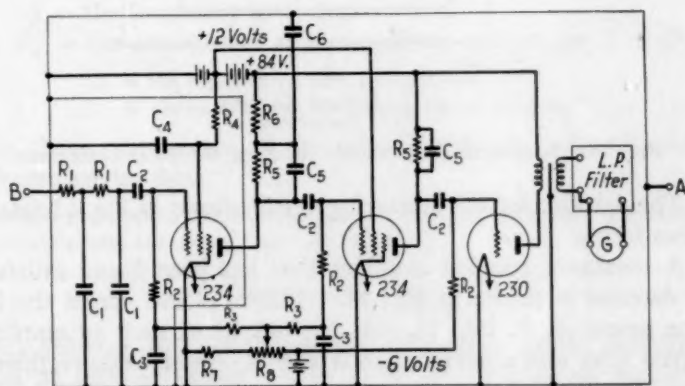 +12 Volts
C6
+84 V.
C4
R4
R6
R5
C5
R5
C5
L.P.
Filter
B
R1
R1
C2
C2
C2
A
G
C1
C1
R2
234
R2
234
R2
230
R3
R3
C3
C3
R7
R8
-6 Volts